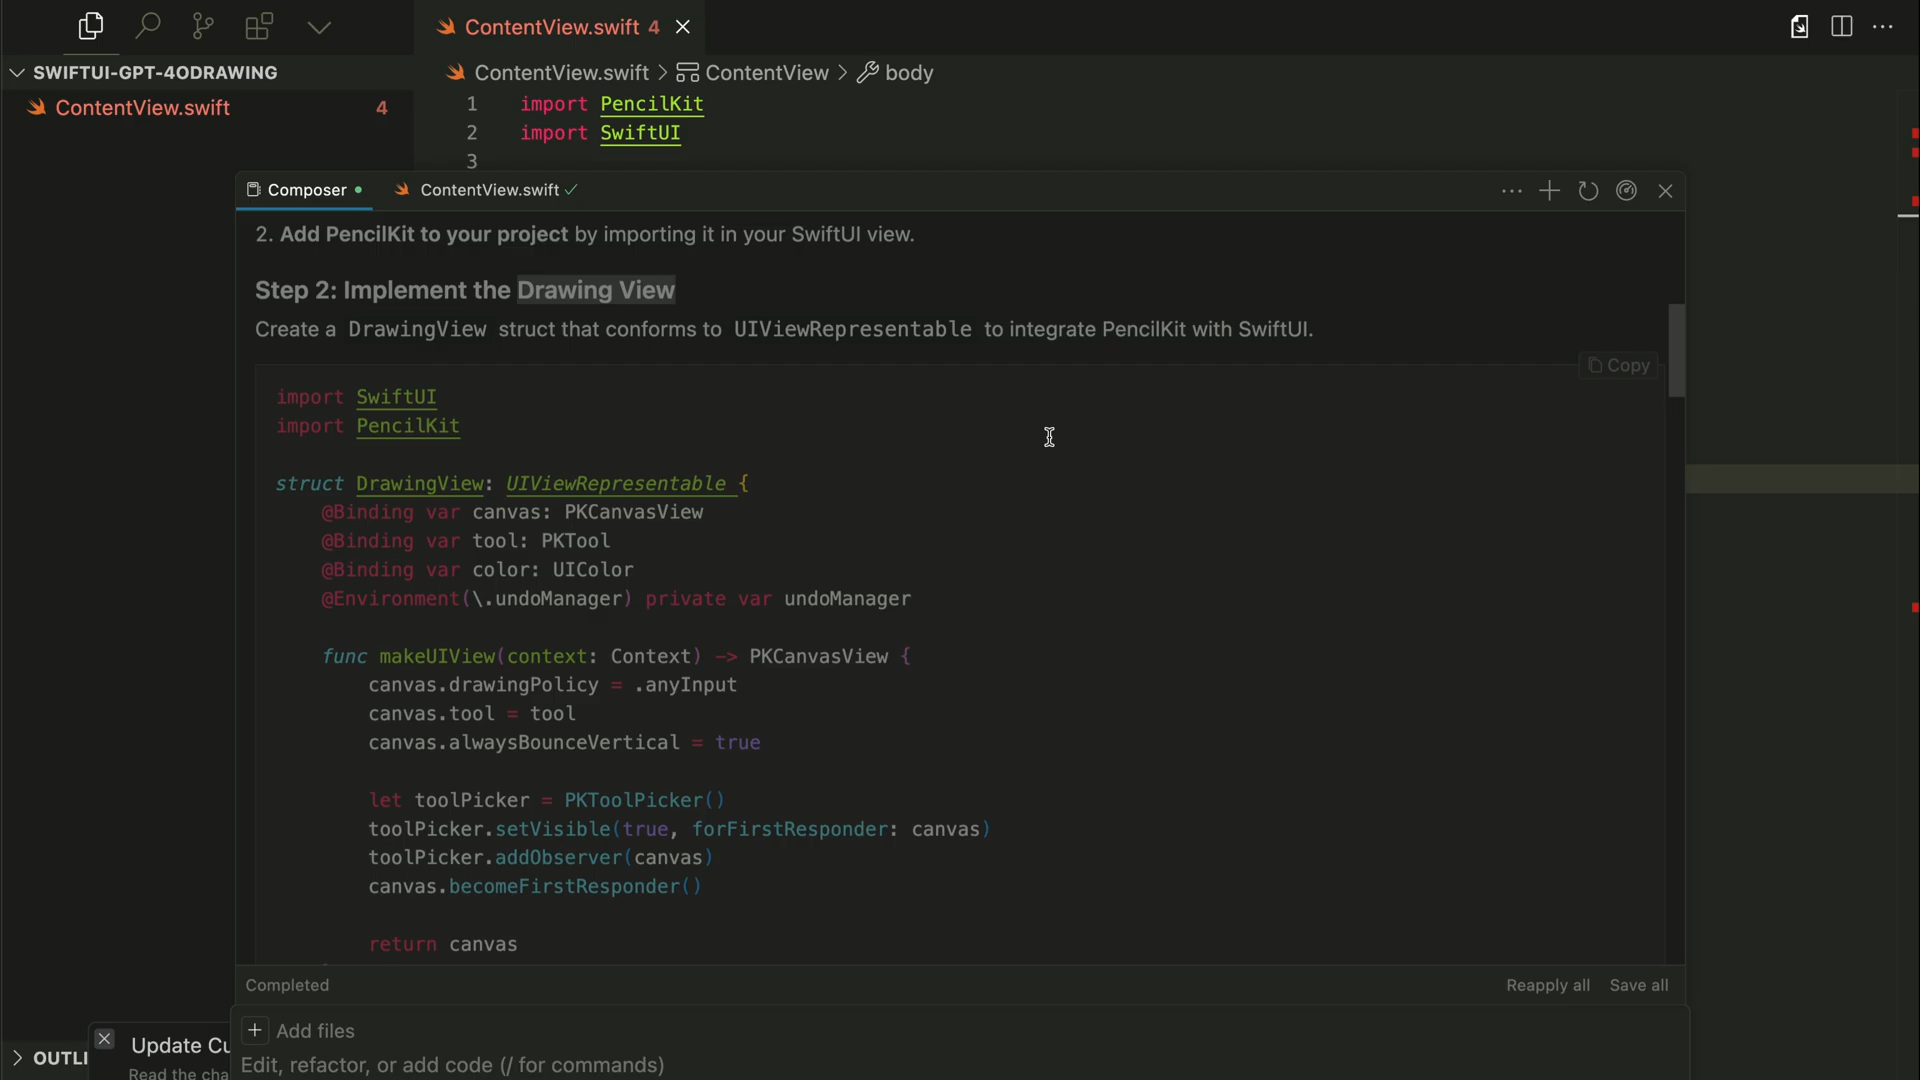 ContentView.swift 4
SWIFTUI-GPT-4ODRAWING
ContentView.swift > ContentView > body
ContentView.swift 4
1 import PencilKit
2 import SwiftUI
3
Composer
ContentView.swift
2. Add PencilKit to your project by importing it in your SwiftUI view.
Step 2: Implement the Drawing View
Create a DrawingView struct that conforms to UIViewRepresentable to integrate PencilKit with SwiftUI.
Copy
import SwiftUI
import PencilKit
struct DrawingView: UIViewRepresentable {
@Binding var canvas: PKCanvasView
@Binding var tool: PKTool
@Binding var color: UIColor
@Environment(\.undoManager) private var undoManager
func makeUIView(context: Context) -> PKCanvasView {
canvas.drawingPolicy = .anyInput
canvas.tool = tool
canvas.alwaysBounceVertical = true
let toolPicker = PKToolPicker()
toolPicker.setVisible(true, forFirstResponder: canvas)
toolPicker.addObserver(canvas)
canvas.becomeFirstResponder()
return canvas
Completed
Reapply all Save all
Add files
Edit, refactor, or add code (/ for commands)
Update Cu
OUTLI
Read the cha